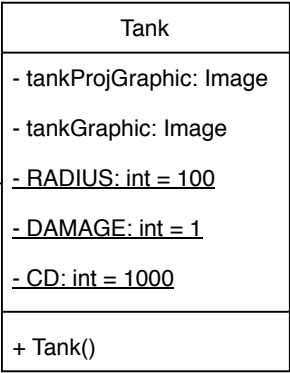 Tank
- tankProjGraphic: Image
- tankGraphic: Image
- RADIUS: int = 100
- DAMAGE: int = 1
- CD: int = 1000
+ Tank()